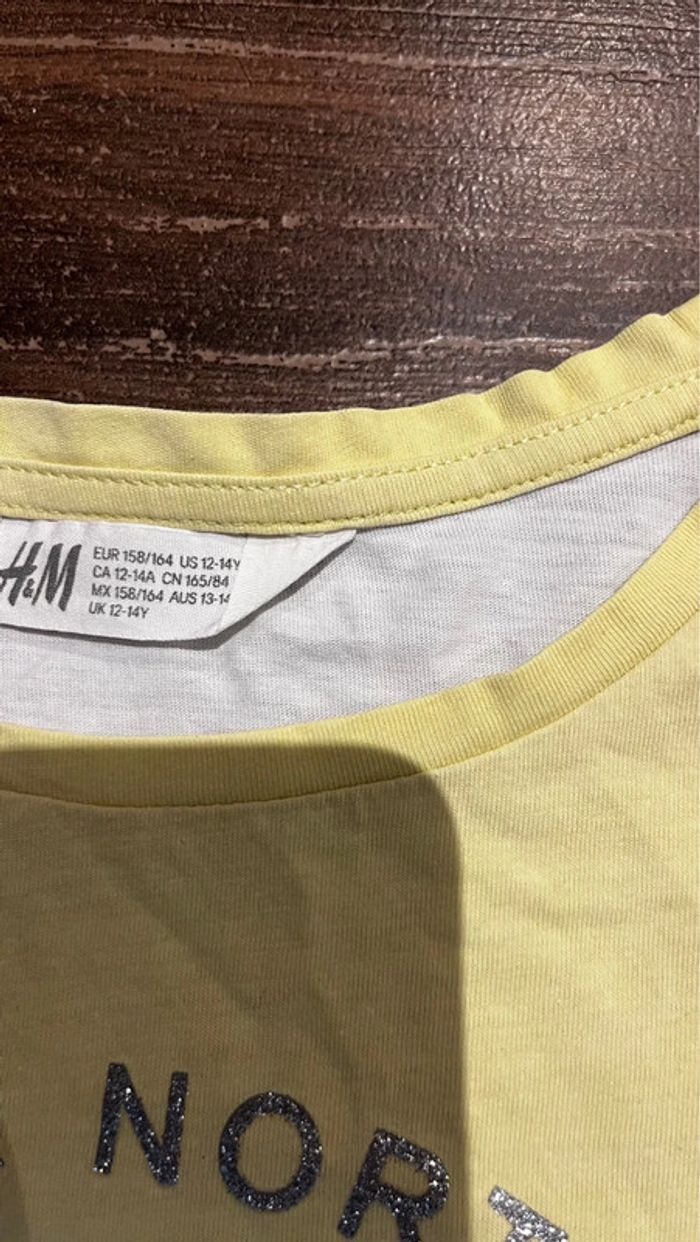 H&M
EUR 158/164 US 12-14Y
CA 12-14A CN 165/84
MX 158/164 AUS 13-14
UK 12-14Y
NORT